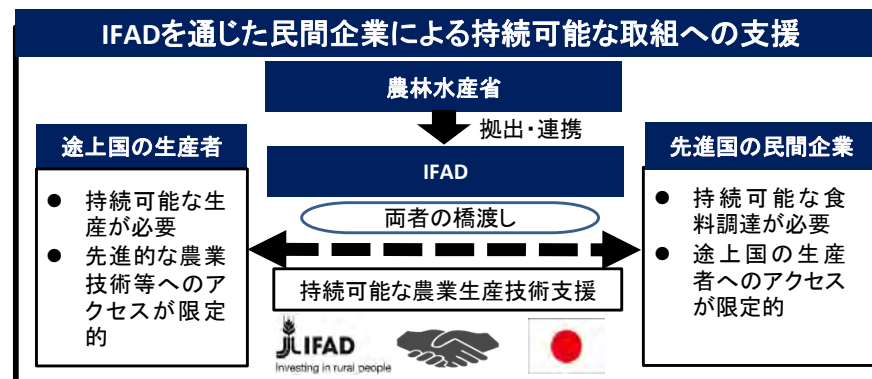 IFADを通じた民間企業による持続可能な取組への支援
農林水産省
拠出・連携
IFAD
両者の橋渡し
持続可能な農業生産技術支援
途上国の生産者
● 持続可能な生
産が必要
● 先進的な農業
技術等へのア
クセスが限定
的
先進国の民間企業
● 持続可能な食
料調達が必要
● 途上国の生産
者へのアクセス
が限定的
JLIFAD
Investing in rural people